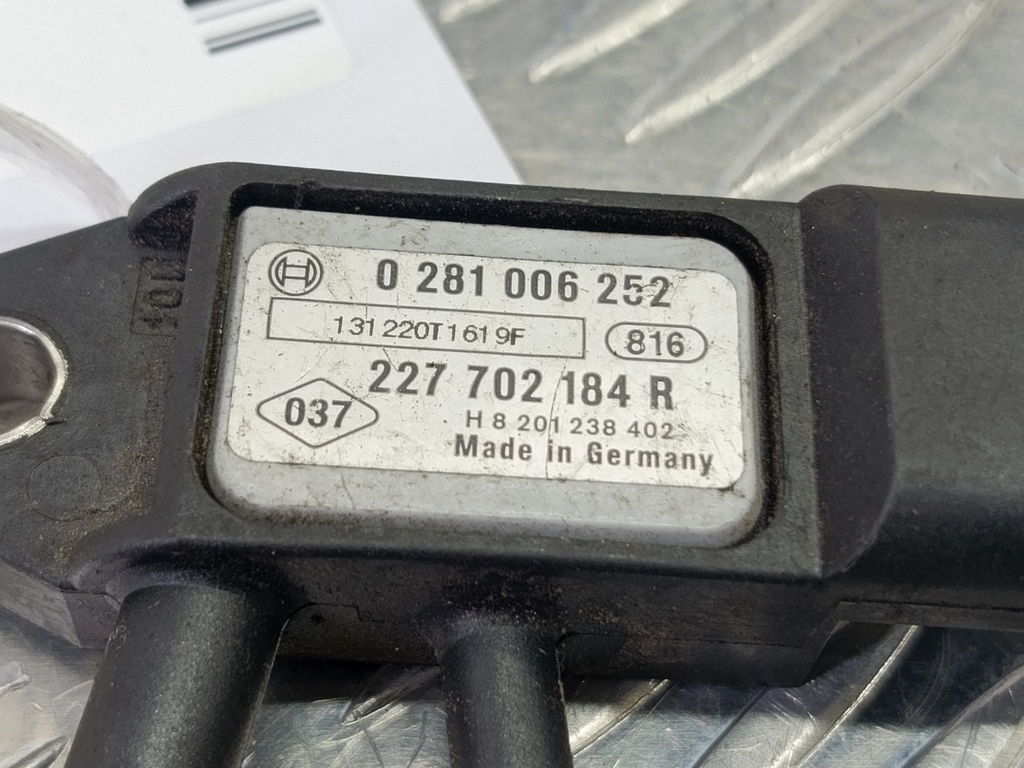 0 281 006 252
131220T1619F
816
227 702 184 R
037
H 8 201 238 402
Made in Germany